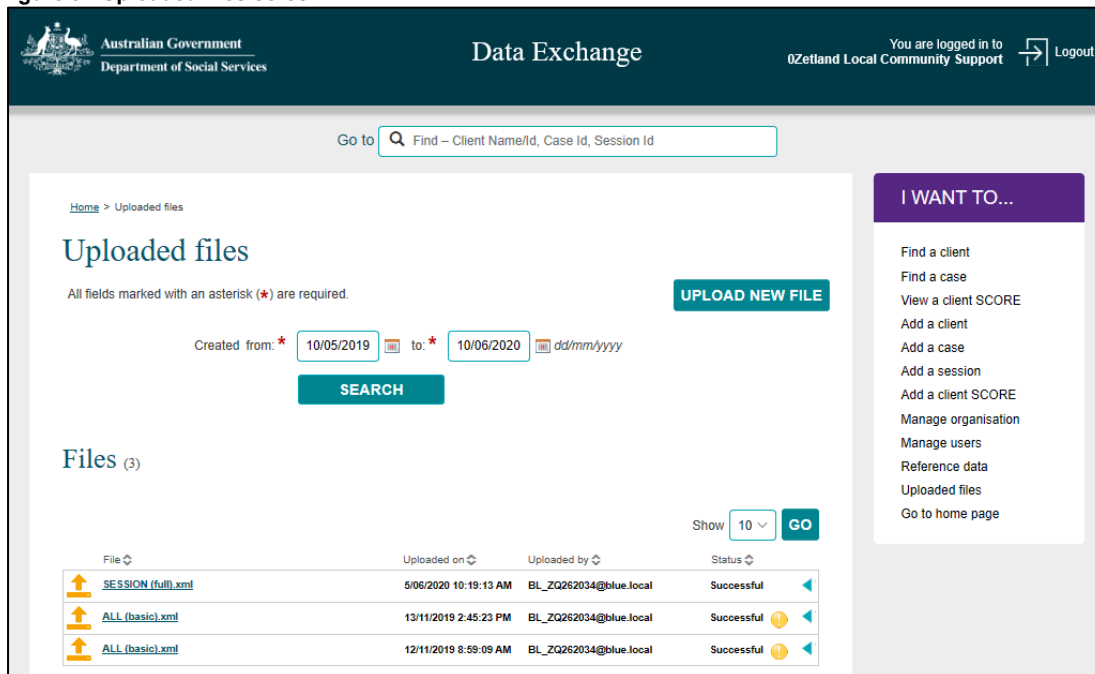 Australian Government
Department of Social Services
Data Exchange
You are logged in to
0Zetland Local Community Support
Logout
Go to
Find – Client Name/Id, Case Id, Session Id
Home > Uploaded files
Uploaded files
All fields marked with an asterisk (*) are required.
UPLOAD NEW FILE
Created from: * 10/05/2019 to: * 10/06/2020 dd/mm/yyyy
SEARCH
Files (3)
Show 10 GO
File Uploaded on Uploaded by Status
SESSION (full).xml 5/06/2020 10:19:13 AM BL_ZQ262034@blue.local Successful
ALL (basic).xml 13/11/2019 2:45:23 PM BL_ZQ262034@blue.local Successful
ALL (basic).xml 12/11/2019 8:59:09 AM BL_ZQ262034@blue.local Successful
I WANT TO...
Find a client
Find a case
View a client SCORE
Add a client
Add a case
Add a session
Add a client SCORE
Manage organisation
Manage users
Reference data
Uploaded files
Go to home page